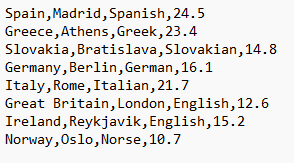 Spain,Madrid,Spanish,24.5
Greece,Athens,Greek,23.4
Slovakia,Bratislava,Slovakian,14.8
Germany,Berlin,German,16.1
Italy,Rome,Italian,21.7
Great Britain,London,English,12.6
Ireland,Reykjavik,English,15.2
Norway,Oslo,Norse,10.7